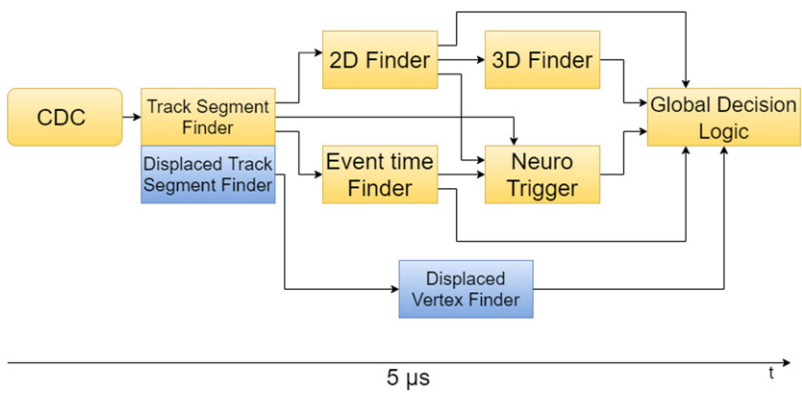 CDC
Track Segment
Finder
Displaced Track
Segment Finder
2D Finder
3D Finder
Event time
Finder
Neuro
Trigger
Global Decision
Logic
Displaced
Vertex Finder
5 μs
t